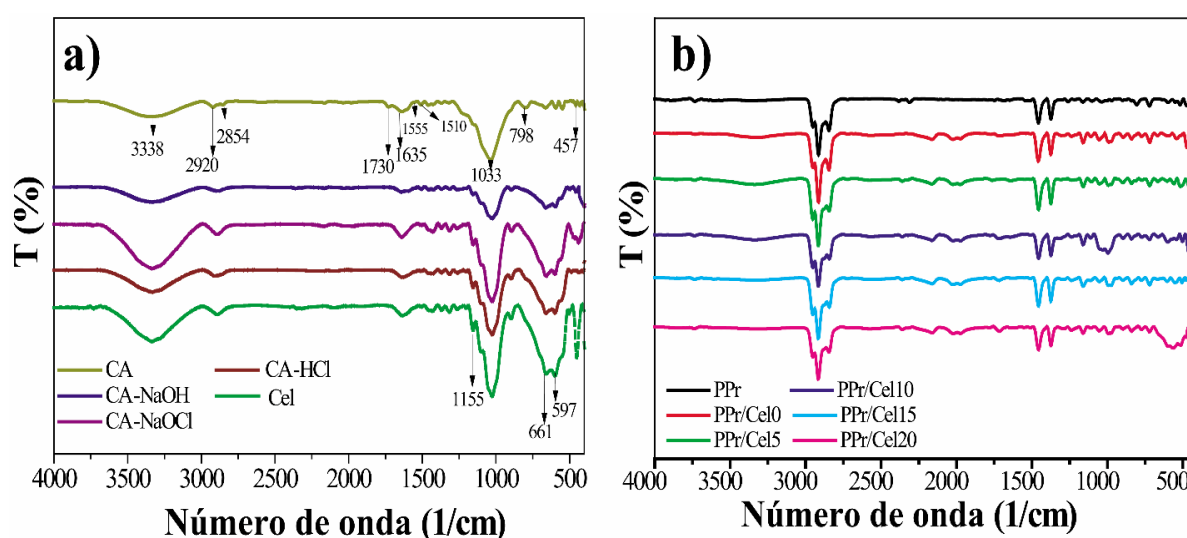 a)
T (%)
3338
2920
2854
1730
1635
1555
1510
1033
798
457
1155
661
597
CA
CA-NaOH
CA-NaOCl
CA-HCl
Cel
4000 3500 3000 2500 2000 1500 1000 500
Número de onda (1/cm)
b)
T (%)
PPr
PPr/Cel0
PPr/Cel5
PPr/Cel10
PPr/Cel15
PPr/Cel20
4000 3500 3000 2500 2000 1500 1000 500
Número de onda (1/cm)